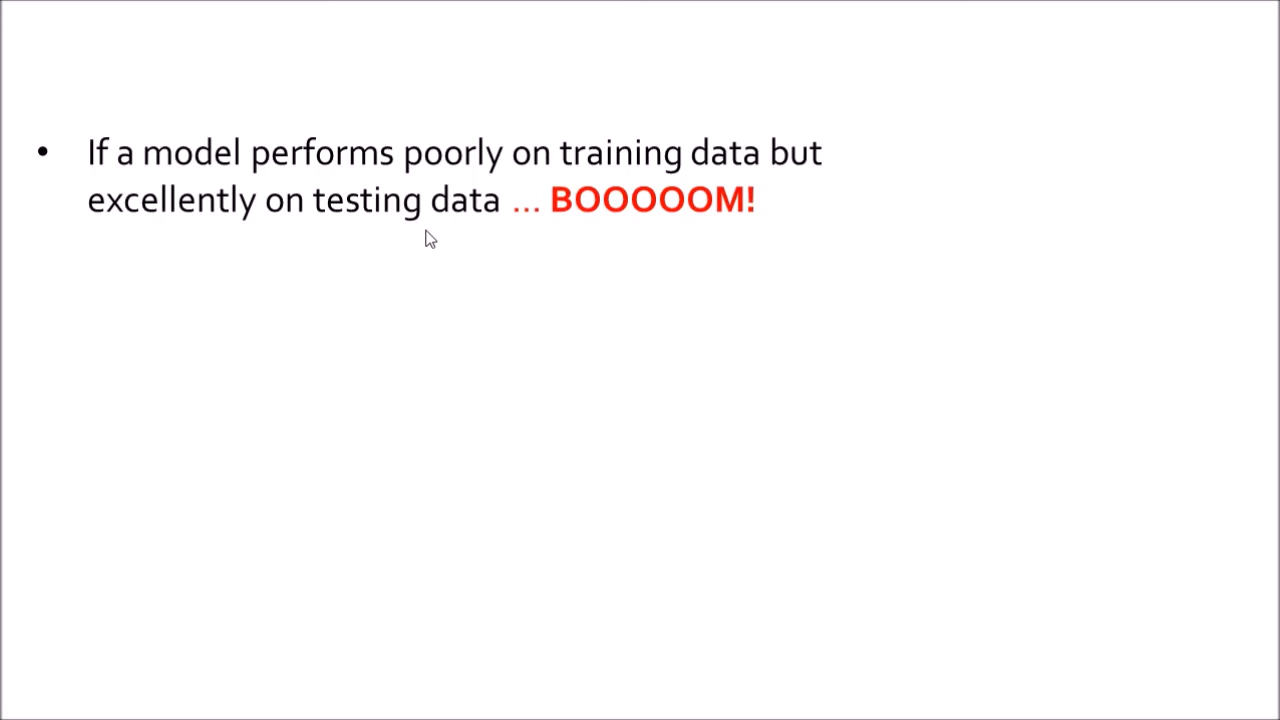 • If a model performs poorly on training data but
excellently on testing data ... BOOOOOM!